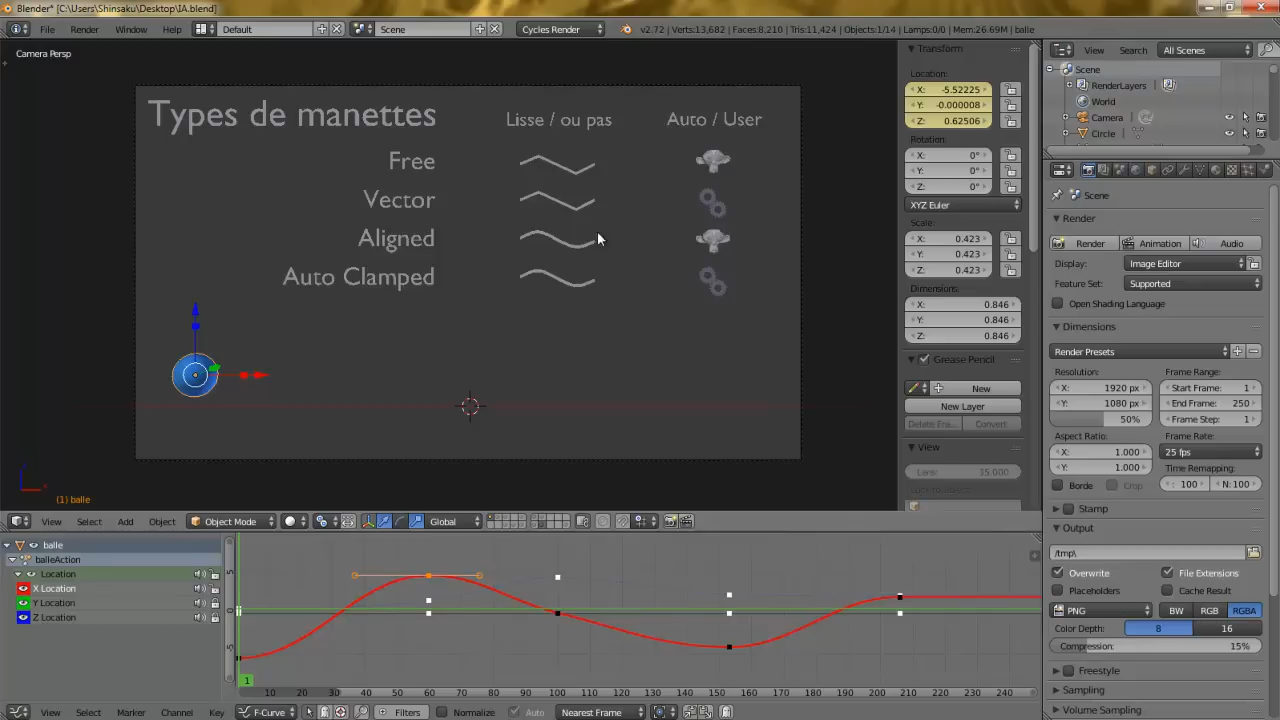 Blender* [C:\Users\Shinsaku\Desktop\IA.blend]
File Render Window Help Default Scene Cycles Render v2.72 | Verts:13,682 | Faces:8,210 | Tris:11,424 | Objects:1/14 | Lamps:0/0 | Mem:26.69M | balle
Camera Persp
Types de manettes
Lisse / ou pas
Auto / User
Free
Vector
Aligned
Auto Clamped
(1) balle
Transform
Location:
X: -5.52225
Y: -0.000008
Z: 0.62506
Rotation:
X: 0°
Y: 0°
Z: 0°
XYZ Euler
Scale:
X: 0.423
Y: 0.423
Z: 0.423
Dimensions:
X: 0.846
Y: 0.846
Z: 0.846
Grease Pencil
New
New Layer
Delete Fra... Convert
View
Lens: 35.000
View Search All Scenes
Scene
RenderLayers
World
Camera
Circle
Scene
Render
Render Animation Audio
Display: Image Editor
Feature Set: Supported
Open Shading Language
Dimensions
Render Presets
Resolution: Frame Range:
X: 1920 px Start Frame: 1
Y: 1080 px End Frame: 250
50% Frame Step: 1
Aspect Ratio: Frame Rate:
X: 1.000 25 fps
Y: 1.000 Time Remapping:
Borde Crop : 100 N: 100
Stamp
Output
/tmp\
Overwrite File Extensions
Placeholders Cache Result
PNG BW RGB RGBA
Color Depth: 8 16
Compression: 15%
Freestyle
Sampling
Volume Sampling
View Select Add Object Object Mode Global
balle
balleAction
Location
X Location
Y Location
Z Location
5
0
5
1
10 20 30 40 50 60 70 80 90 100 110 120 130 140 150 160 170 180 190 200 210 220 230 240
View Select Marker Channel Key F-Curve Filters Normalize Auto Nearest Frame